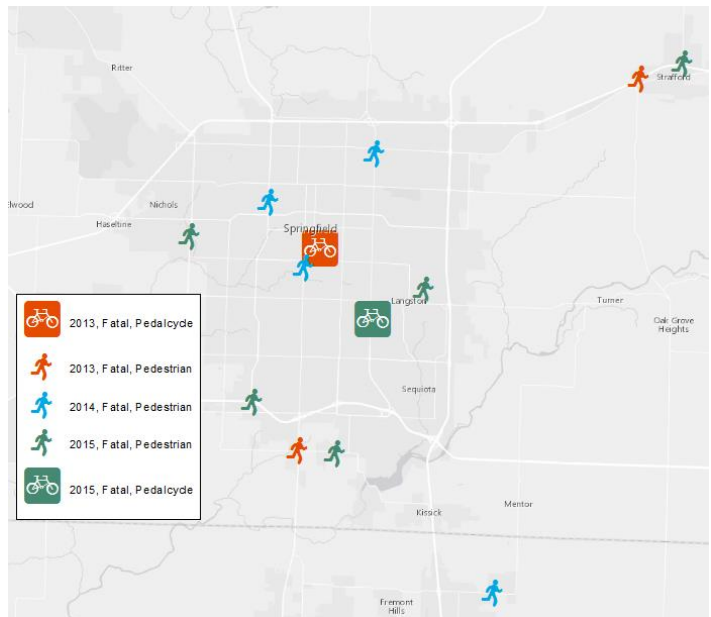 Ritter
Strafford
Elwood
Nichols
Haseltine
Springfield
Langston
Turner
Oak Grove
Heights
Sequiota
2013, Fatal, Pedalcycle
2013, Fatal, Pedestrian
2014, Fatal, Pedestrian
2015, Fatal, Pedestrian
2015, Fatal, Pedalcycle
Kissick
Mentor
Fremont
Hills